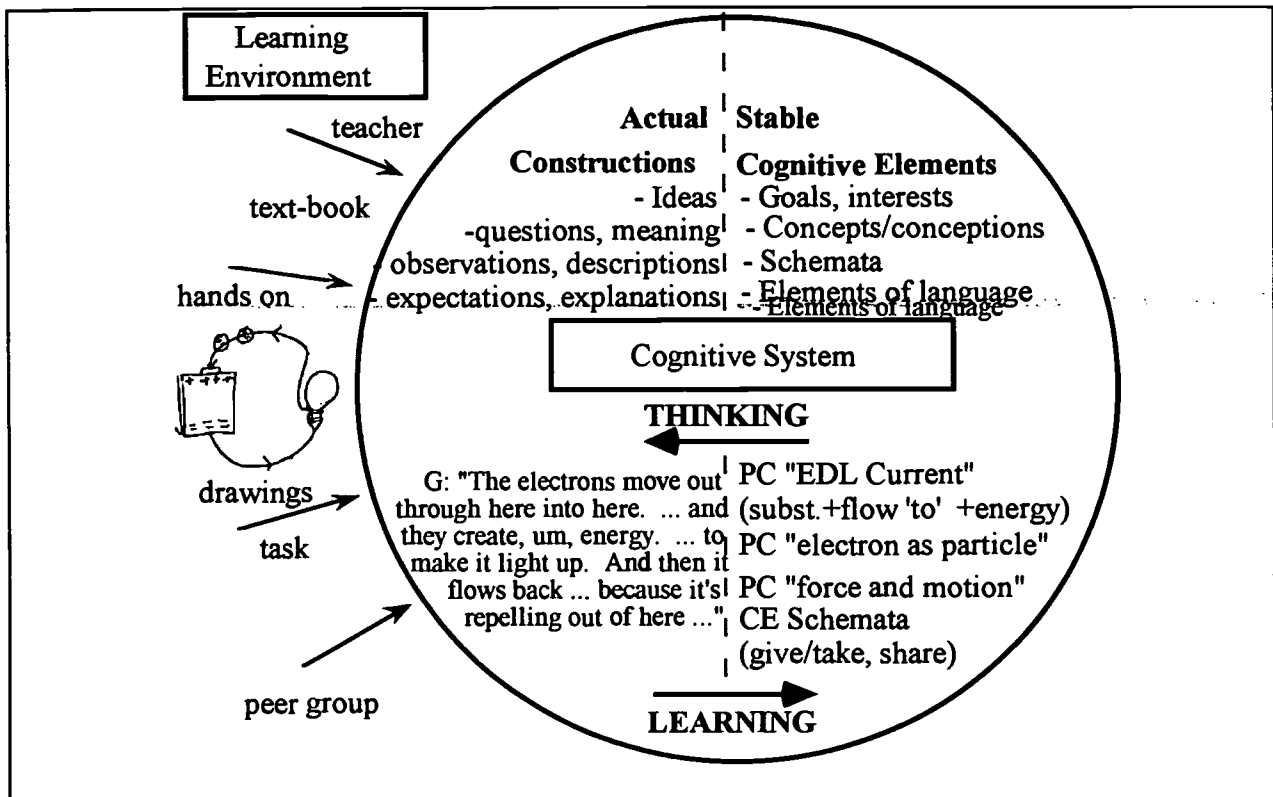 Learning
Environment
teacher
text-book
hands on
drawings
task
peer group
Actual
Constructions
- Ideas
-questions, meaning
- observations, descriptions
- expectations, explanations
Stable
Cognitive Elements
- Goals, interests
- Concepts/conceptions
- Schemata
- Elements of language
- Elements of language
Cognitive System
THINKING
G: "The electrons move out
through here into here. ... and
they create, um, energy. ... to
make it light up. And then it
flows back ... because it's
repelling out of here ..."
PC "EDL Current"
(subst.+flow 'to' +energy)
PC "electron as particle"
PC "force and motion"
CE Schemata
(give/take, share)
LEARNING